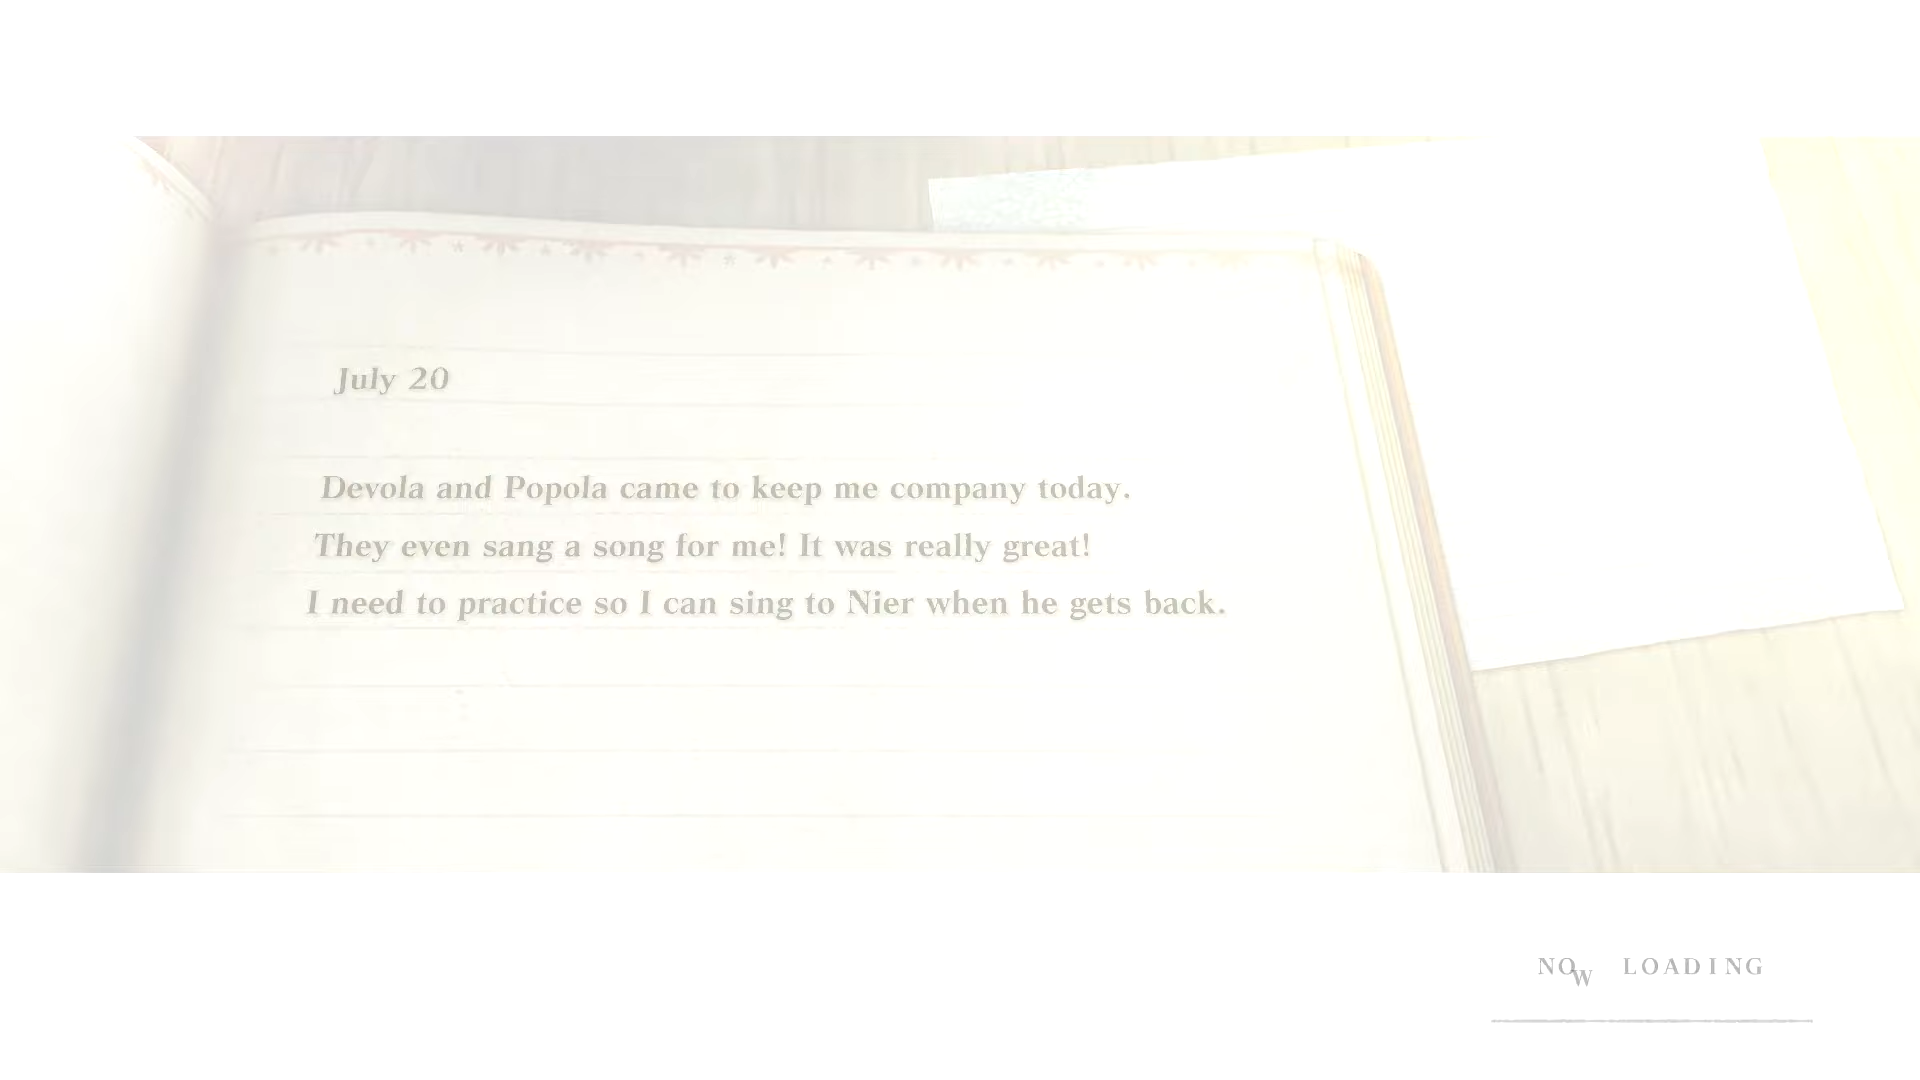 July 20
Devola and Popola came to keep me company today.
They even sang a song for me! It was really great!
I need to practice so I can sing to Nier when he gets back.
NOW LOADING